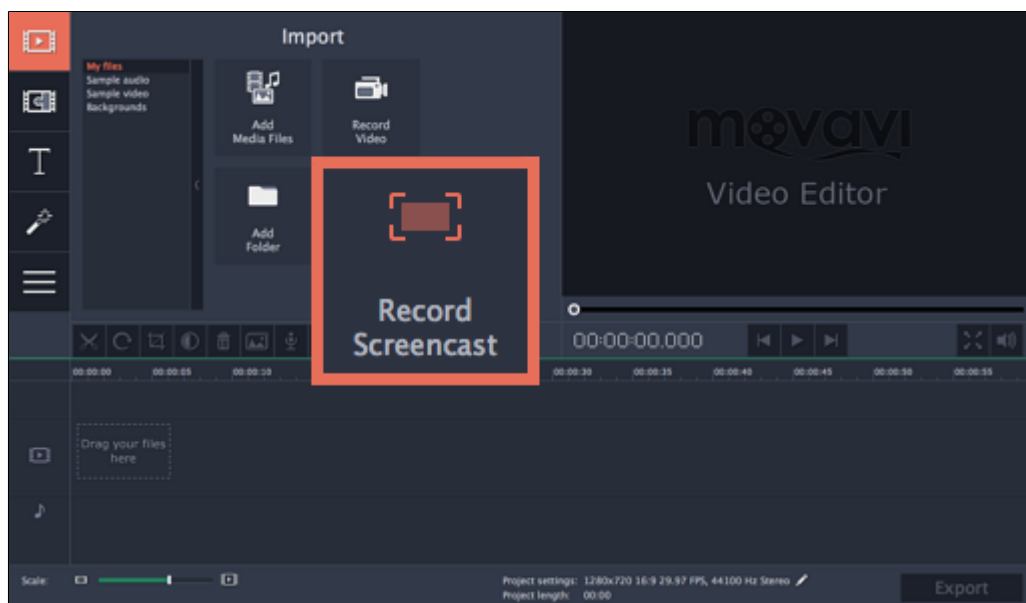 Import
My files
Sample audio
Sample video
Backgrounds
Add
Media Files
Record
Video
Add
Folder
Record
Screencast
movavi
Video Editor
00:00:00.000
00:00:00 00:00:05 00:00:10 00:00:30 00:00:35 00:00:40 00:00:45 00:00:50 00:00:55
Drag your files
here
Scale:
Project settings: 1280x720 16:9 29.97 FPS, 44100 Hz Stereo
Project length: 00:00
Export